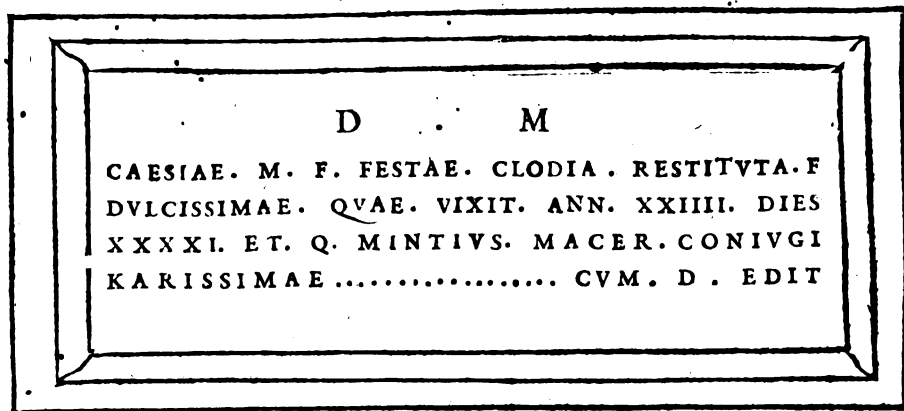 D . M
CAESIAE. M. F. FESTAE. CLODIA . RESTITVTA. F
DVLCISSIMAE. QVAE. VIXIT. ANN. XXIIII. DIES
XXXXI. ET. Q. MINTIVS. MACER. CONIVGI
KARISSIMAE .................. CVM. D . EDIT